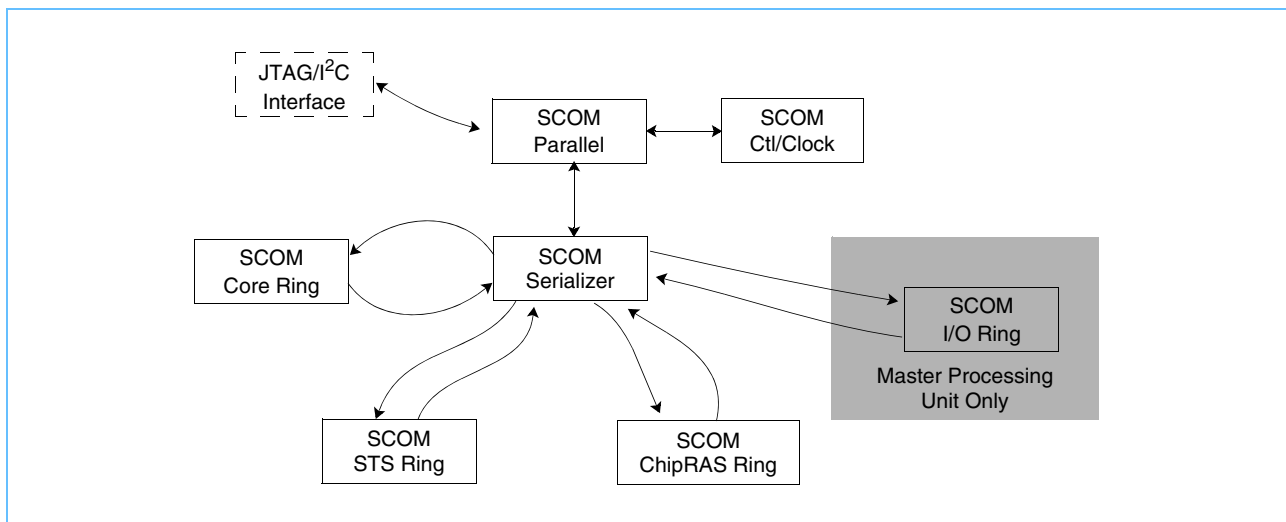 JTAG/I²C
Interface
SCOM
Parallel
SCOM
Ctl/Clock
SCOM
Core Ring
SCOM
Serializer
SCOM
I/O Ring
Master Processing
Unit Only
SCOM
STS Ring
SCOM
ChipRAS Ring